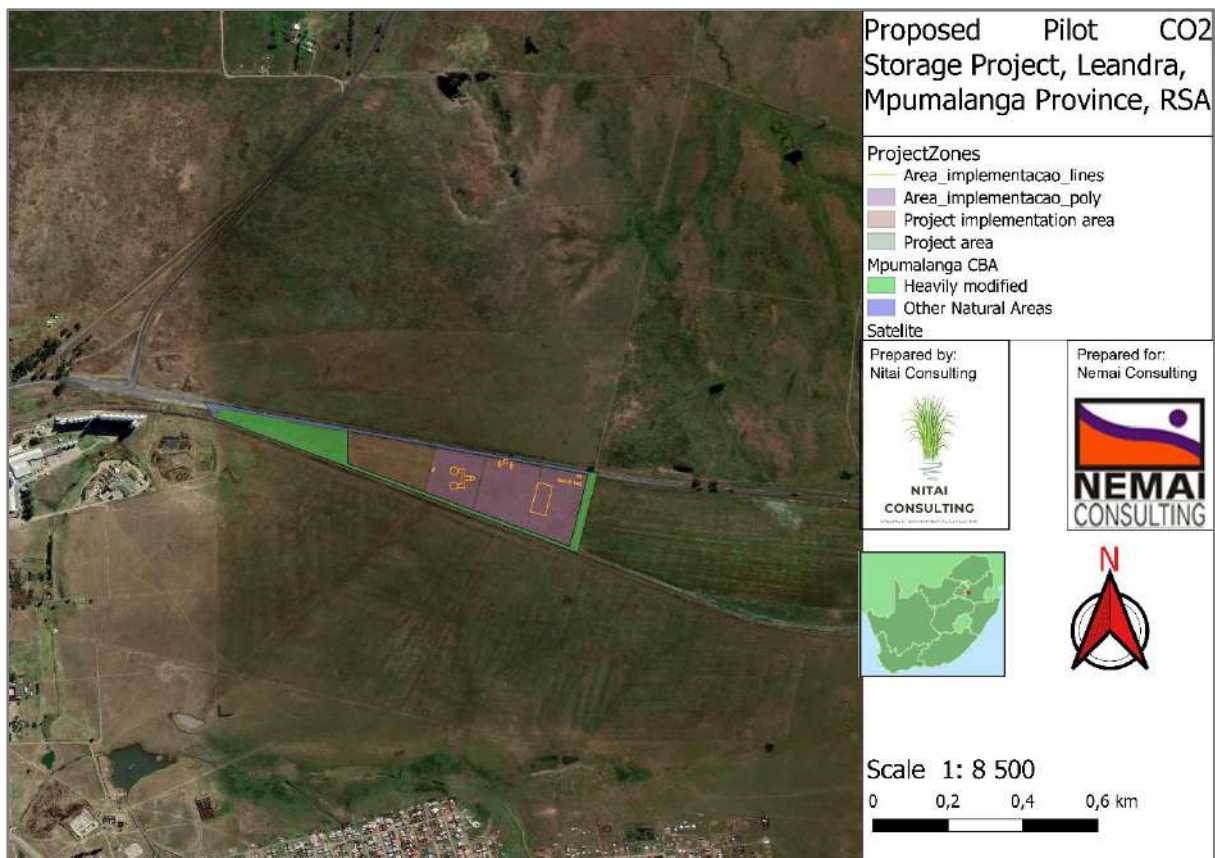 Proposed Pilot CO2
Storage Project, Leandra,
Mpumalanga Province, RSA
ProjectZones
Area_implementacao_lines
Area_implementacao_poly
Project implementation area
Project area
Mpumalanga CBA
Heavily modified
Other Natural Areas
Satelite
Prepared by:
Nitai Consulting
NITAI
CONSULTING
Prepared for:
Nemai Consulting
NEMAI
CONSULTING
N
Scale 1: 8 500
0 0,2 0,4 0,6 km